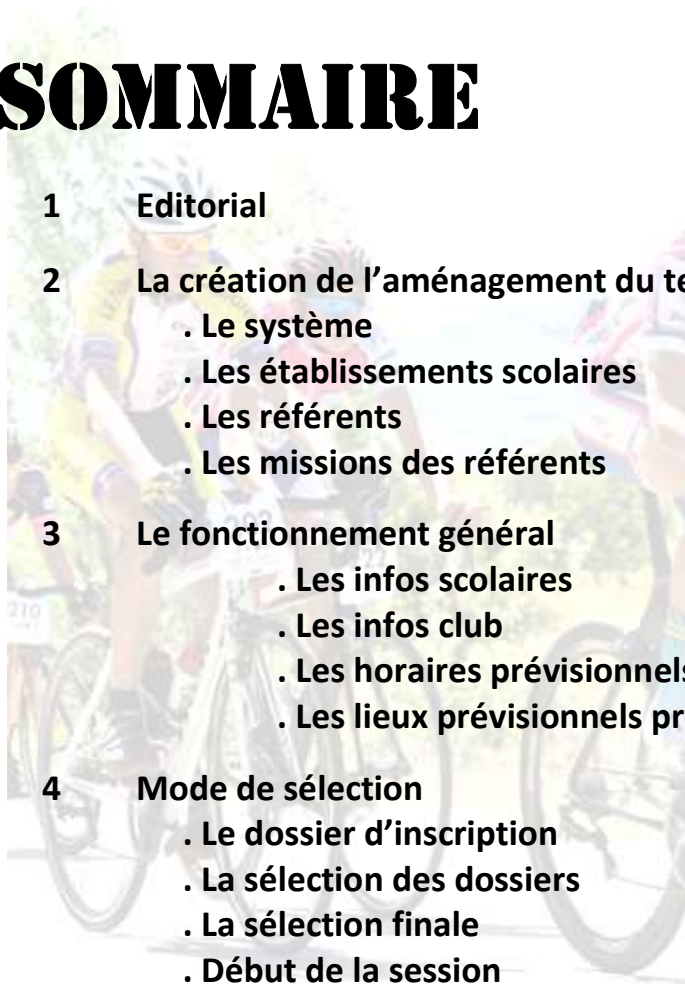 SOMMAIRE
1 Editorial
2 La création de l’aménagement du
. Le système
. Les établissements scolaires
. Les référents
. Les missions des référents
3 Le fonctionnement général
. Les infos scolaires
. Les infos club
. Les horaires prévisionnels
. Les lieux prévisionnels
4 Mode de sélection
. Le dossier d’inscription
. La sélection des dossiers
. La sélection finale
. Début de la session